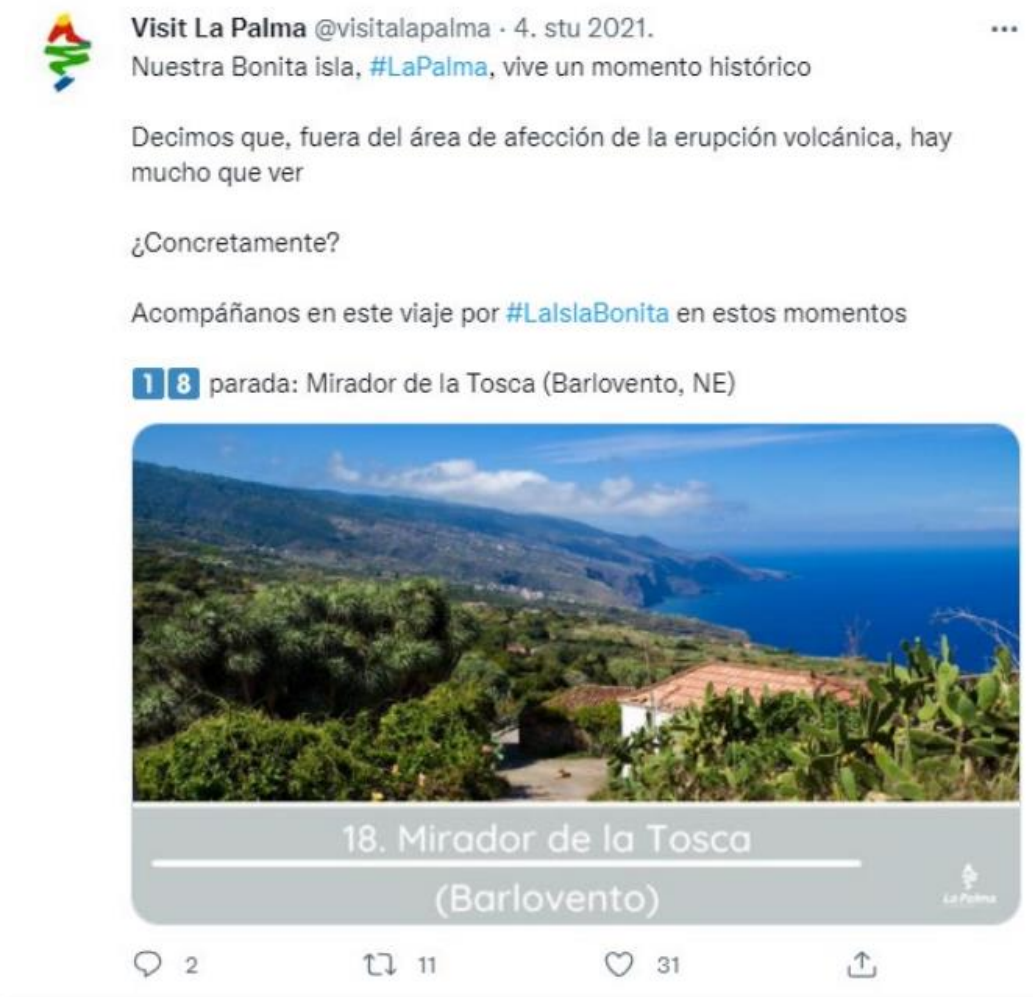 Visit La Palma @visitalapalma · 4. stu 2021.
Nuestra Bonita isla, #LaPalma, vive un momento histórico
Decimos que, fuera del área de afección de la erupción volcánica, hay
mucho que ver
¿Concretamente?
Acompáñanos en este viaje por #LaIslaBonita en estos momentos
18 parada: Mirador de la Tosca (Barlovento, NE)
18. Mirador de la Tosca
(Barlovento)
La Palma
2 11 31